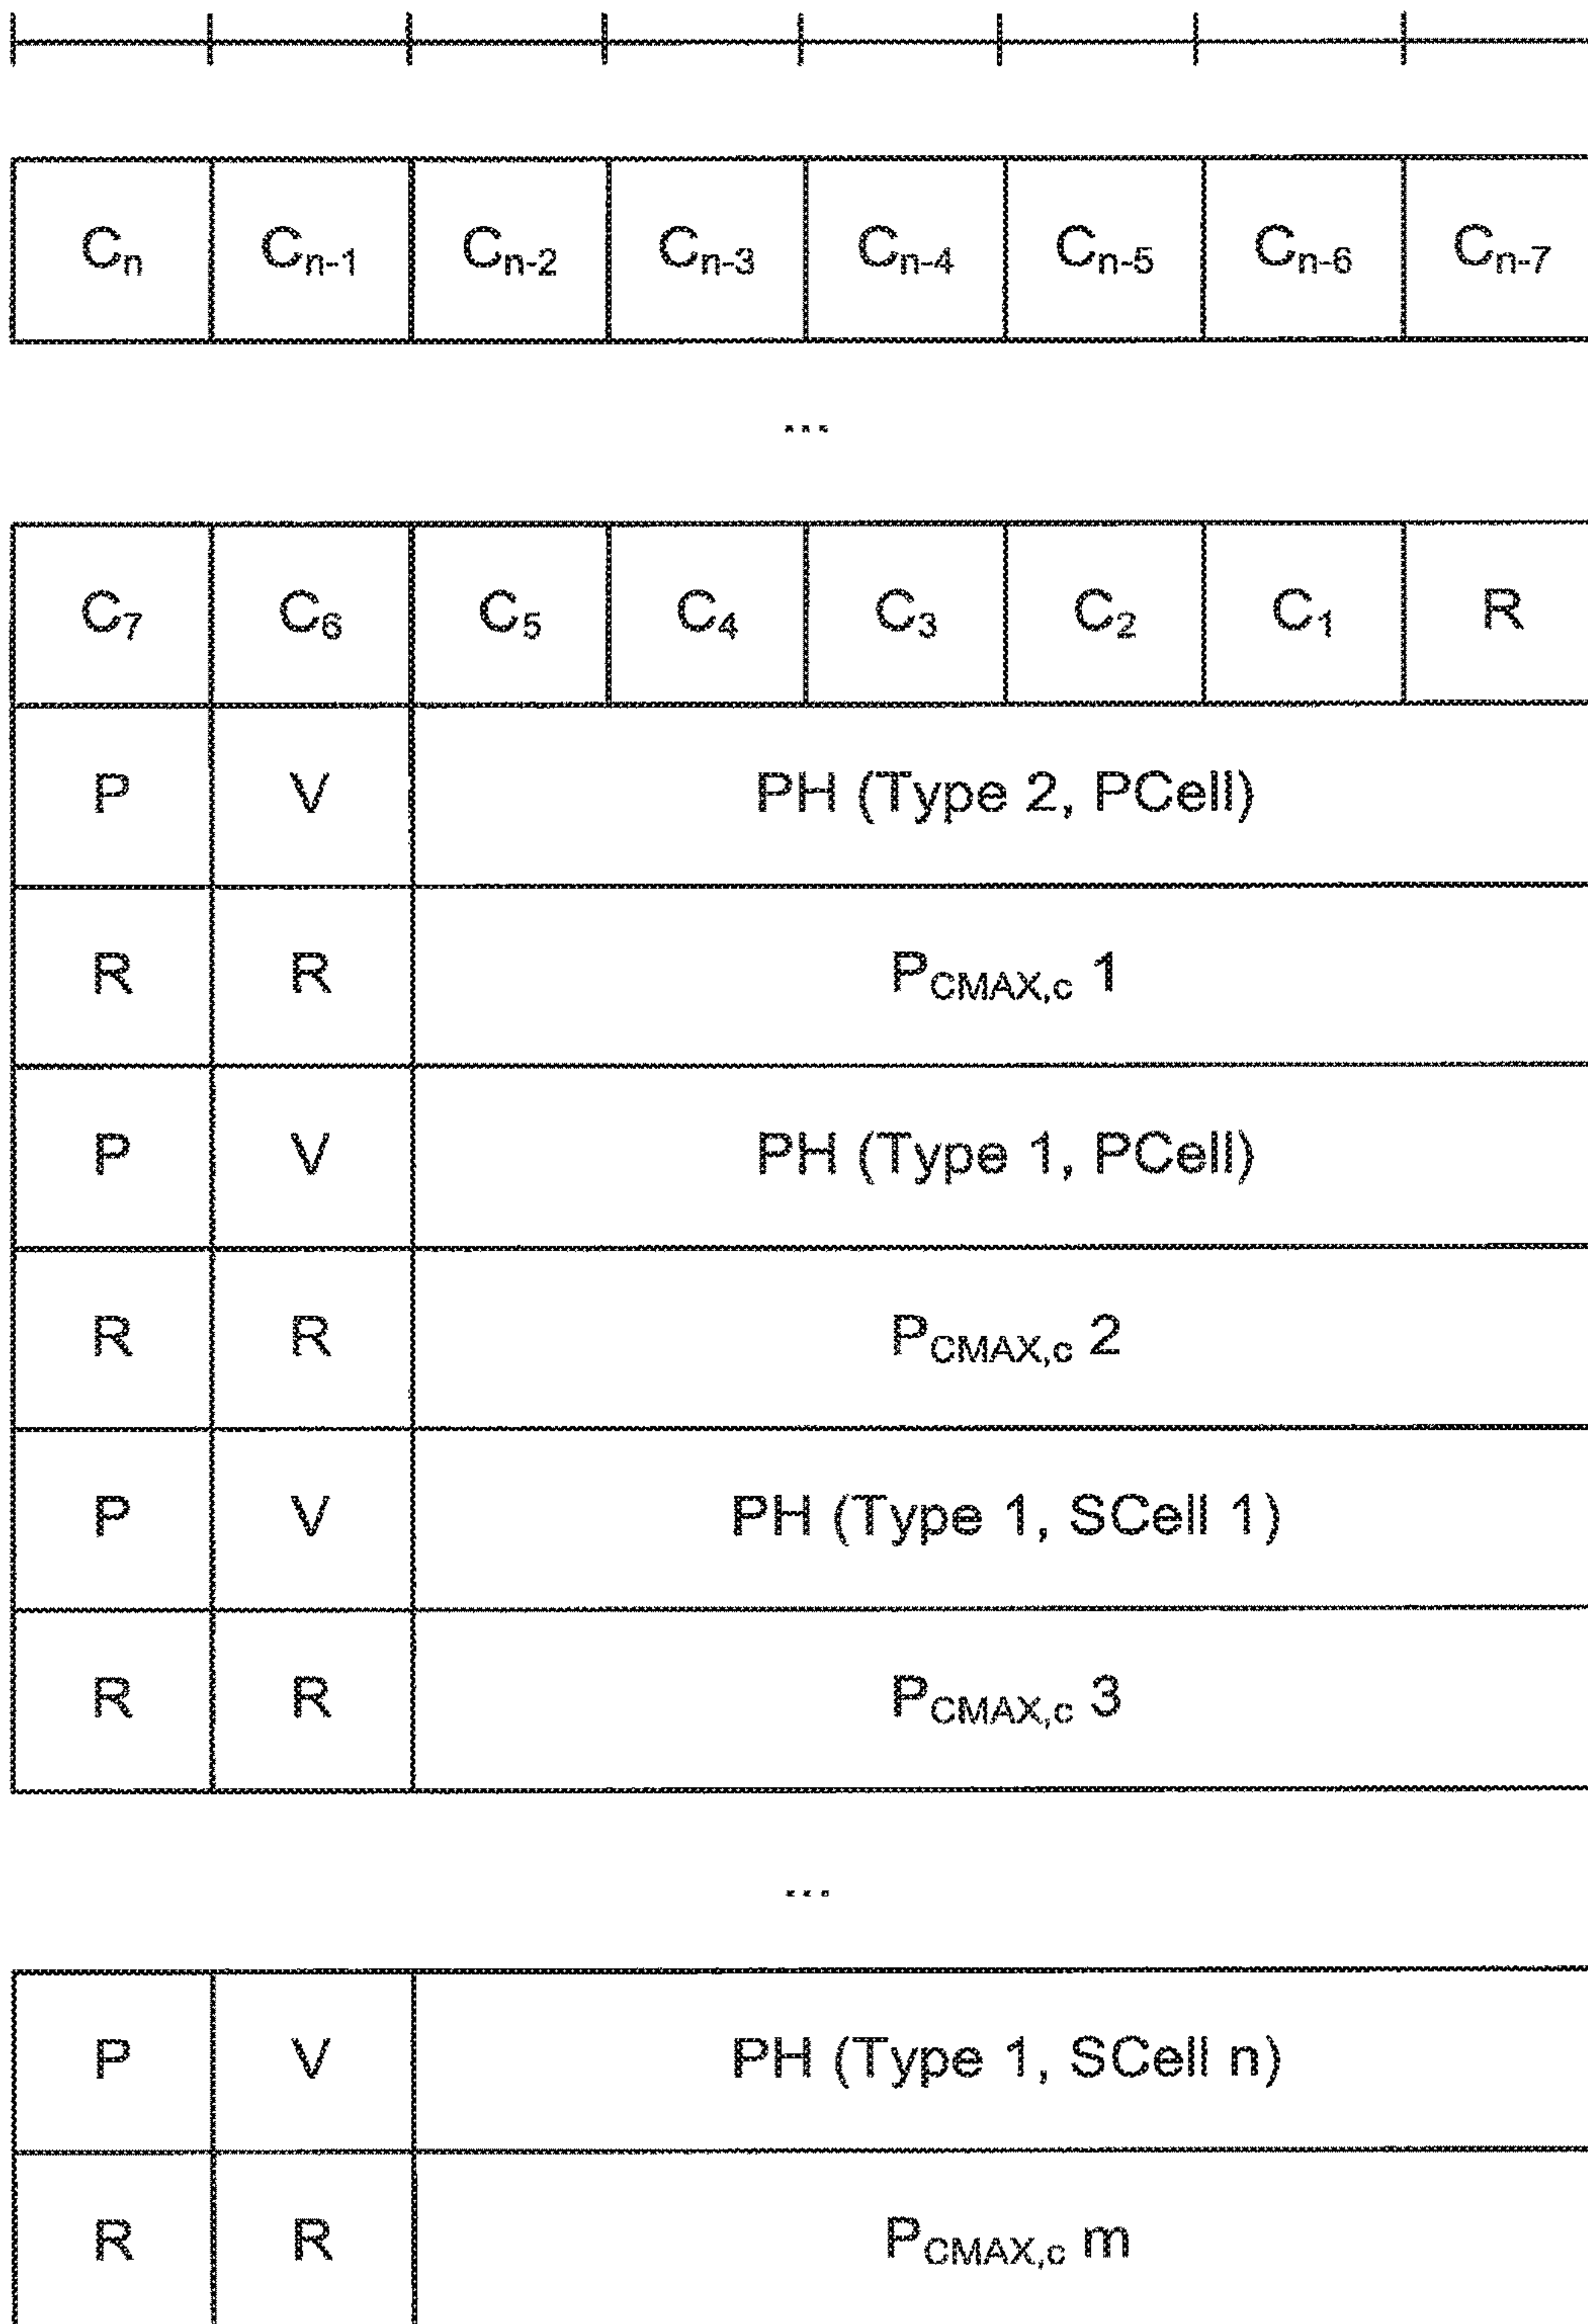 Cn Cn-1 Cn-2 Cn-3 Cn-4 Cn-5 Cn-6 Cn-7
...
C7 C6 C5 C4 C3 C2 C1 R
P V PH (Type 2, PCell)
R R PCMAX,c 1
P V PH (Type 1, PCell)
R R PCMAX,c 2
P V PH (Type 1, SCell 1)
R R PCMAX,c 3
...
P V PH (Type 1, SCell n)
R R PCMAX,c m